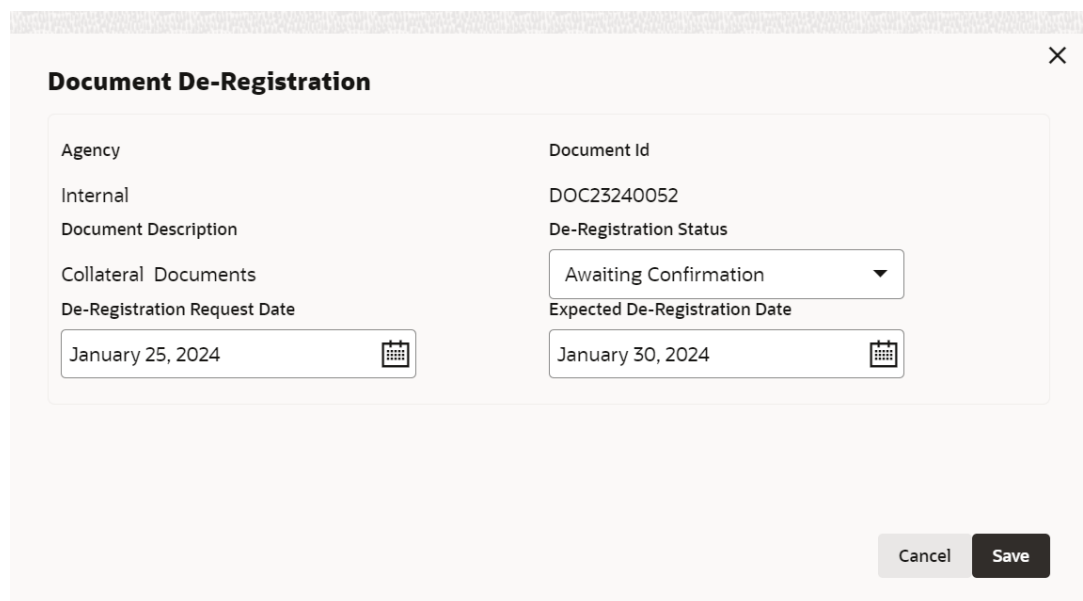 Document De-Registration
Agency
Document Id
Internal
DOC23240052
Document Description
De-Registration Status
Collateral Documents
Awaiting Confirmation
De-Registration Request Date
Expected De-Registration Date
January 25, 2024
January 30, 2024
Cancel
Save